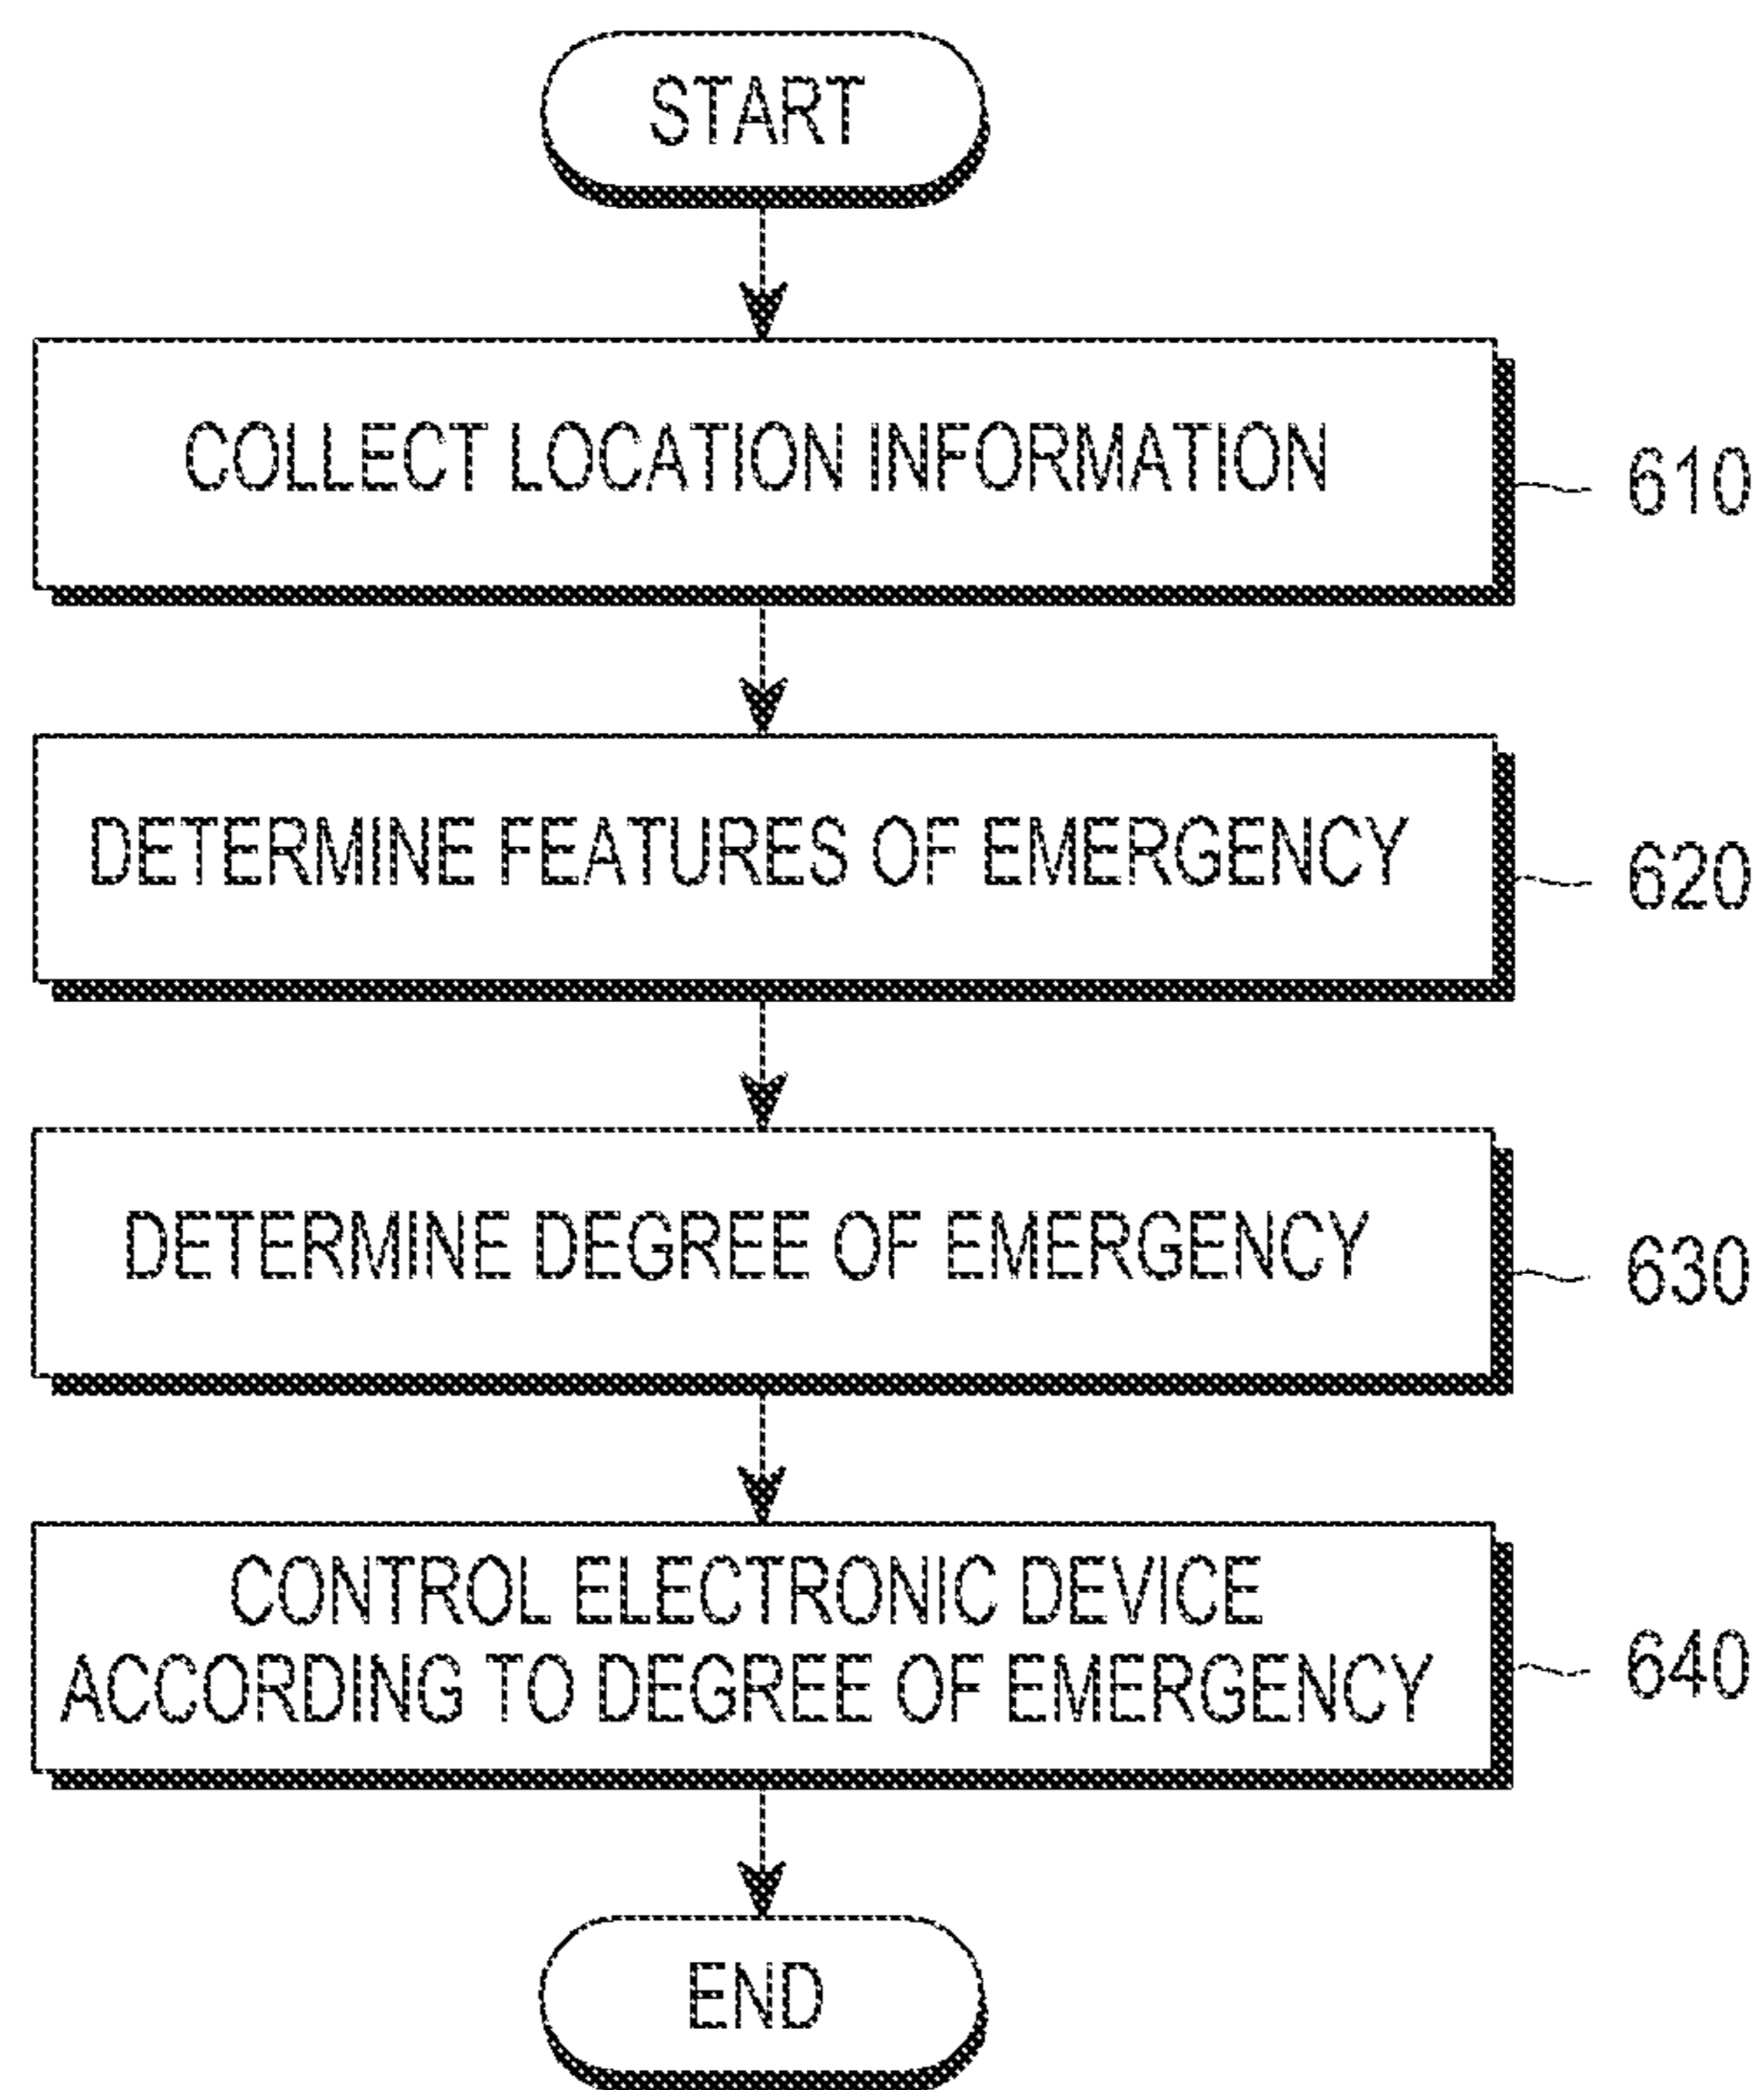 START
COLLECT LOCATION INFORMATION
610
DETERMINE FEATURES OF EMERGENCY
620
DETERMINE DEGREE OF EMERGENCY
630
CONTROL ELECTRONIC DEVICE
ACCORDING TO DEGREE OF EMERGENCY
640
END